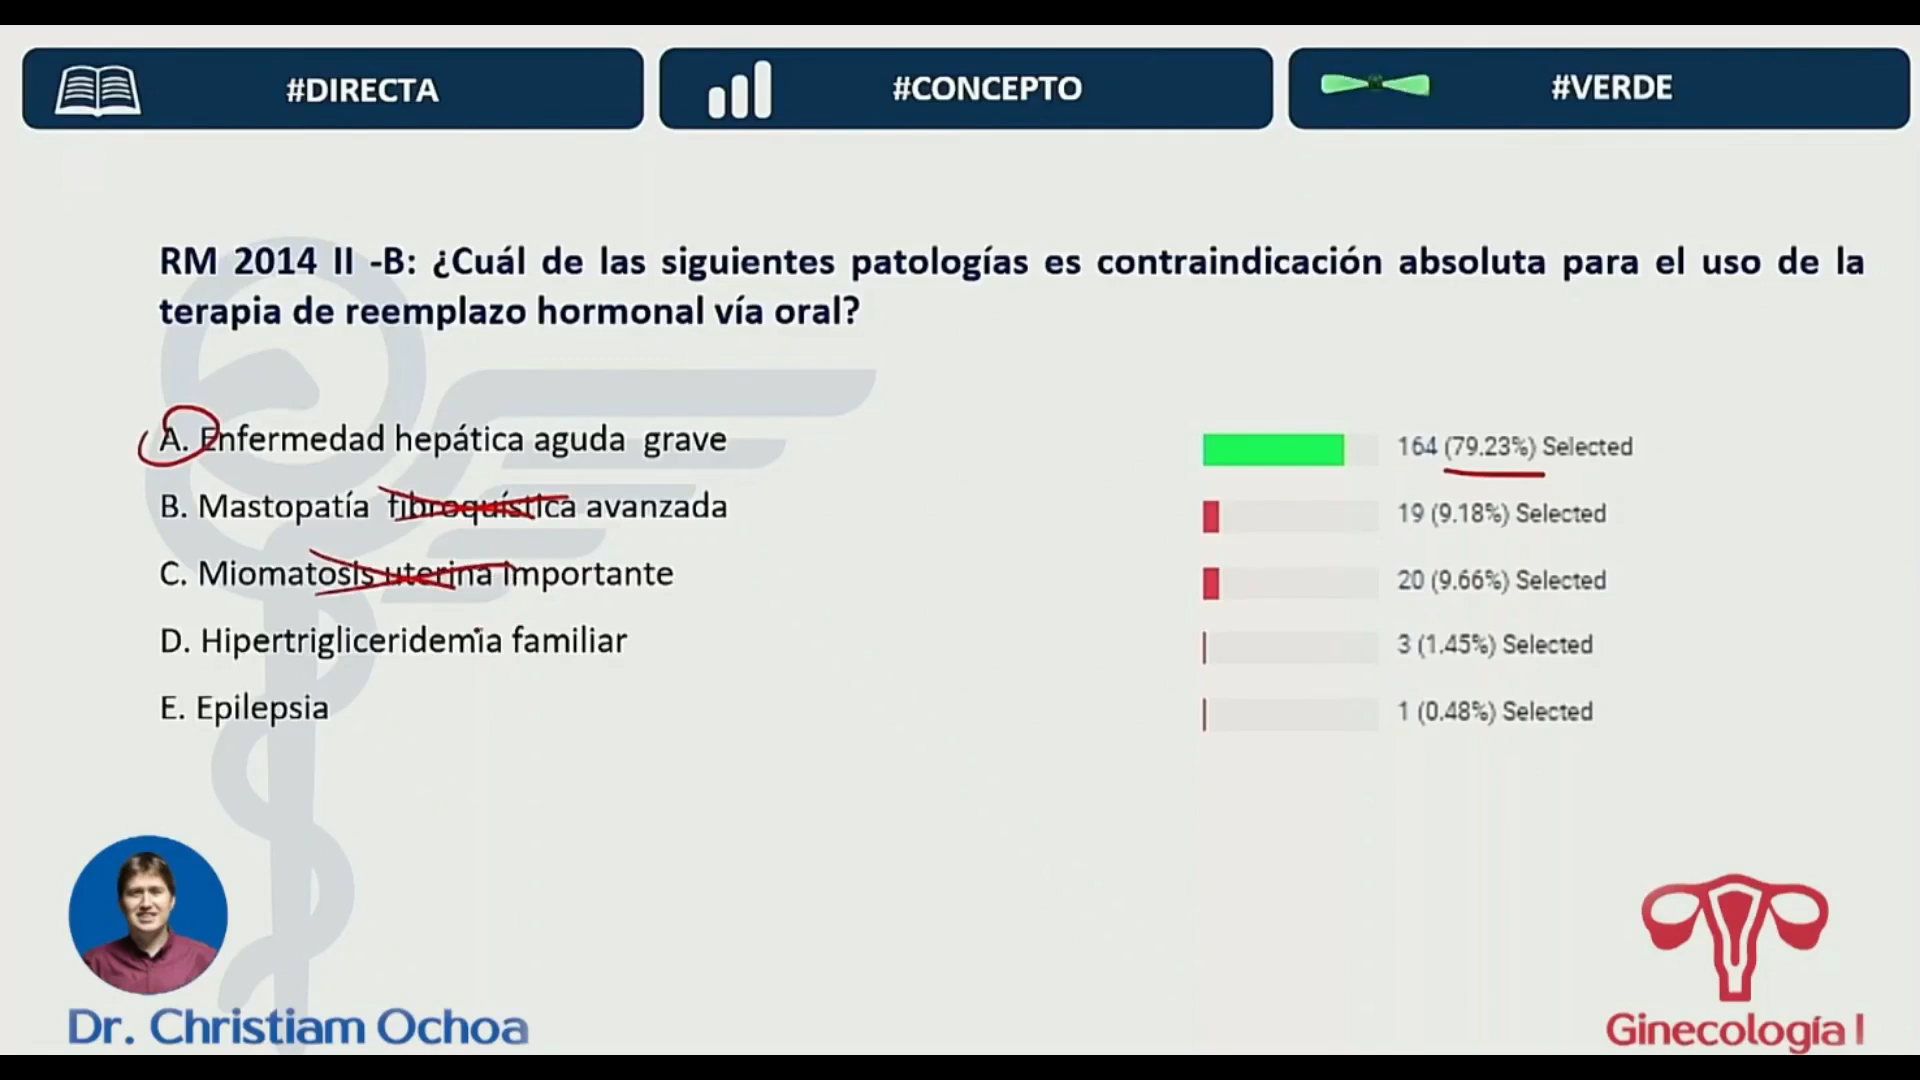 #DIRECTA
#CONCEPTO
#VERDE
RM 2014 II -B: ¿Cuál de las siguientes patologías es contraindicación absoluta para el uso de la
terapia de reemplazo hormonal vía oral?
A. Enfermedad hepática aguda grave
164 (79.23%) Selected
B. Mastopatía fibroquística avanzada
19 (9.18%) Selected
C. Miomatosis uterina importante
20 (9.66%) Selected
D. Hipertrigliceridemia familiar
3 (1.45%) Selected
E. Epilepsia
1 (0.48%) Selected
Dr. Christiam Ochoa
Ginecología I